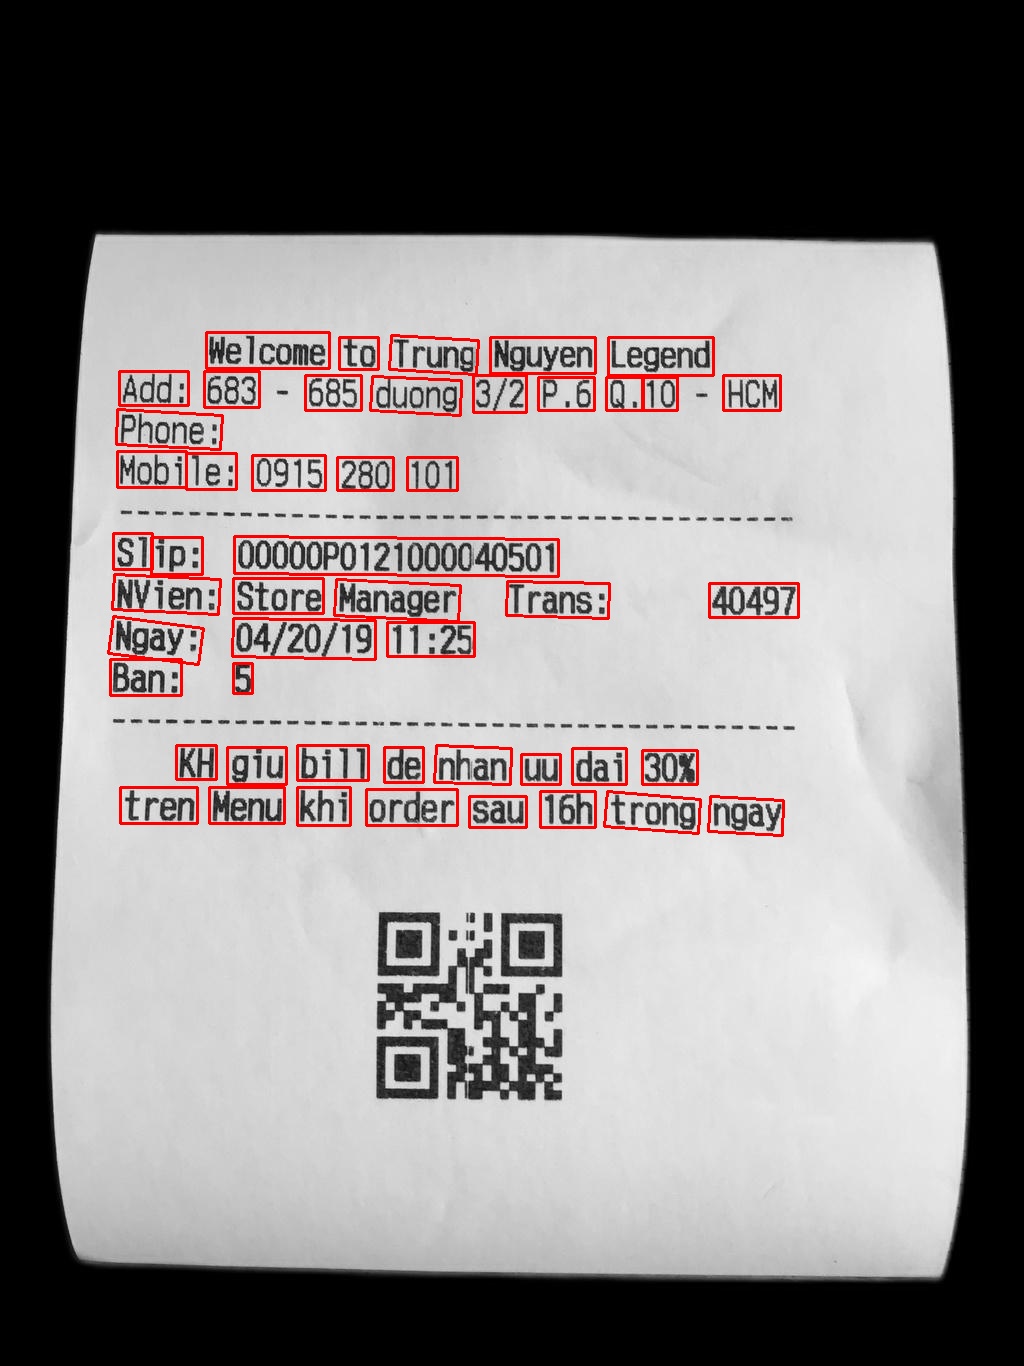 Welcome to Trung Nguyen Legend
Add: 683 - 685 duong 3/2 P.6 Q.10 - HCM
Phone:
Mobile: 0915 280 101
--------------------------------------------------
Slip: 00000P0121000040501
NVien: Store Manager Trans: 40497
Ngay: 04/20/19 11:25
Ban: 5
--------------------------------------------------
KH giu bill de nhan uu dai 30%
tren Menu khi order sau 16h trong ngay